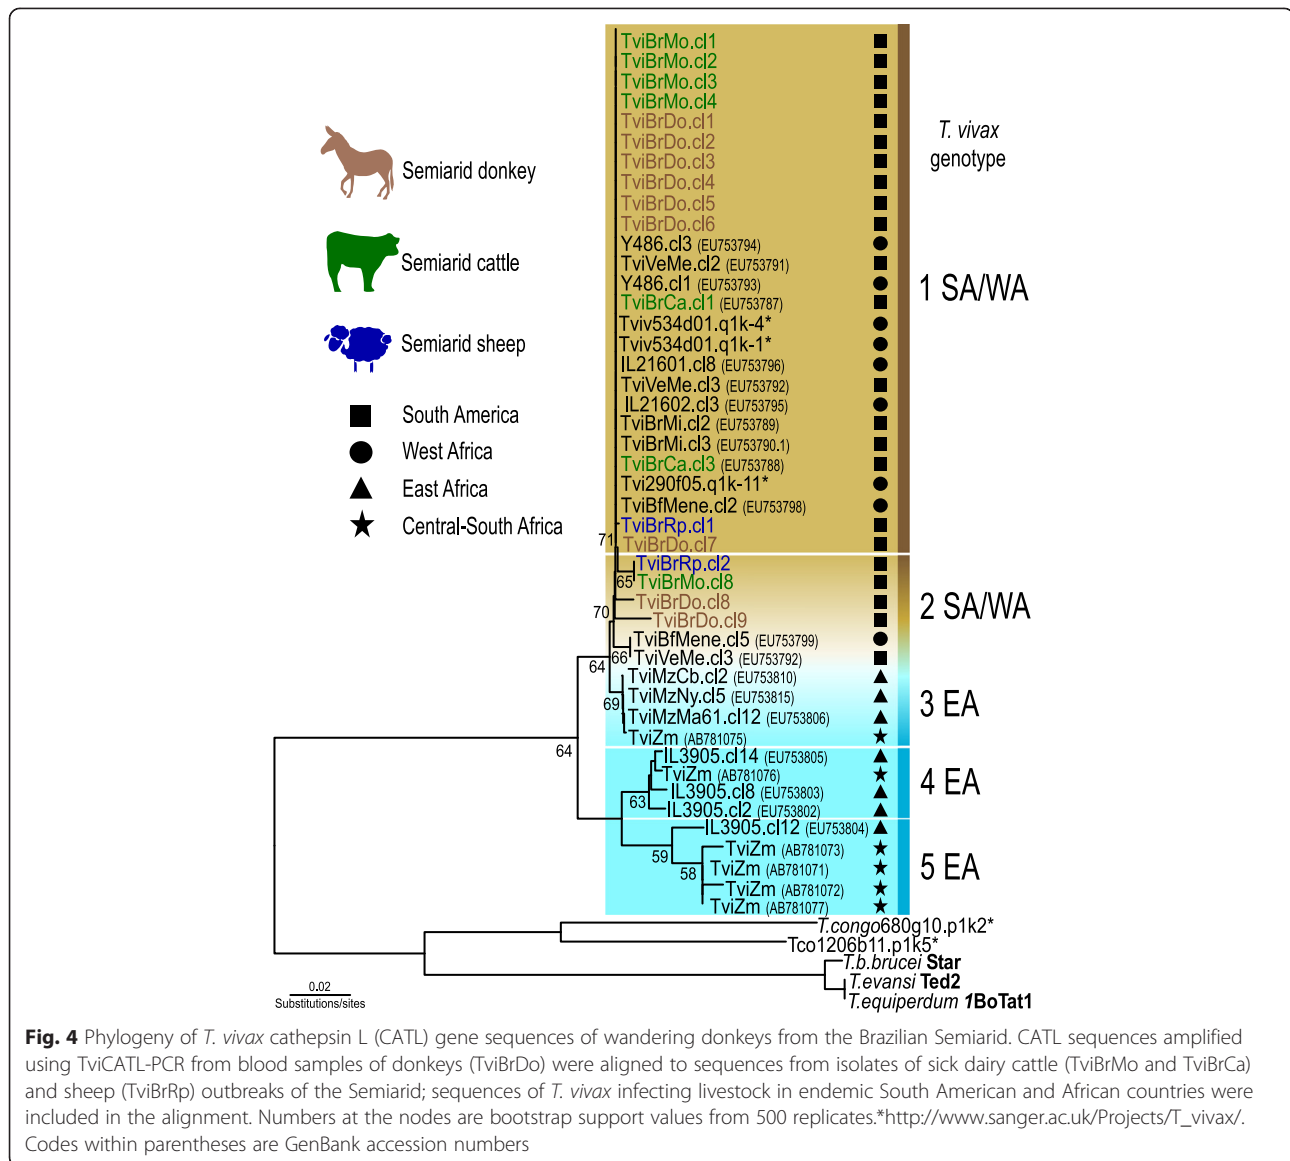 TviBrMo.cl1
TviBrMo.cl2
TviBrMo.cl3
TviBrMo.cl4
TviBrDo.cl1
TviBrDo.cl2
TviBrDo.cl3
TviBrDo.cl4
TviBrDo.cl5
TviBrDo.cl6
Y486.cl3 (EU753794)
TviVeMe.cl2 (EU753791)
Y486.cl1 (EU753793)
TviBrCa.cl1 (EU753787)
Tviv534d01.q1k-4*
Tviv534d01.q1k-1*
IL21601.cl8 (EU753796)
TviVeMe.cl3 (EU753792)
IL21602.cl3 (EU753795)
TviBrMi.cl2 (EU753789)
TviBrMi.cl3 (EU753790.1)
TviBrCa.cl3 (EU753788)
Tvi290f05.q1k-11*
TviBfMene.cl2 (EU753798)
TviBrRp.cl1
TviBrDo.cl7
TviBrRp.cl2
TviBrMo.cl8
TviBrDo.cl8
TviBrDo.cl9
TviBfMene.cl5 (EU753799)
TviVeMe.cl3 (EU753792)
TviMzCb.cl2 (EU753810)
TviMzNy.cl5 (EU753815)
TviMzMa61.cl12 (EU753806)
TviZm (AB781075)
IL3905.cl14 (EU753805)
TviZm (AB781076)
IL3905.cl8 (EU753803)
IL3905.cl2 (EU753802)
IL3905.cl12 (EU753804)
TviZm (AB781073)
TviZm (AB781071)
TviZm (AB781072)
TviZm (AB781077)
T.congo680g10.p1k2*
Tco1206b11.p1k5*
T.b.brucei Star
T.evansi Ted2
T.equiperdum 1BoTat1
T. vivax
genotype
1 SA/WA
2 SA/WA
3 EA
4 EA
5 EA
Semiarid donkey
Semiarid cattle
Semiarid sheep
South America
West Africa
East Africa
Central-South Africa
71
65
70
66
64
69
64
63
59
58
0.02
Substitutions/sites
Fig. 4 Phylogeny of T. vivax cathepsin L (CATL) gene sequences of wandering donkeys from the Brazilian Semiarid. CATL sequences amplified
using TviCATL-PCR from blood samples of donkeys (TviBrDo) were aligned to sequences from isolates of sick dairy cattle (TviBrMo and TviBrCa)
and sheep (TviBrRp) outbreaks of the Semiarid; sequences of T. vivax infecting livestock in endemic South American and African countries were
included in the alignment. Numbers at the nodes are bootstrap support values from 500 replicates.*http://www.sanger.ac.uk/Projects/T_vivax/.
Codes within parentheses are GenBank accession numbers